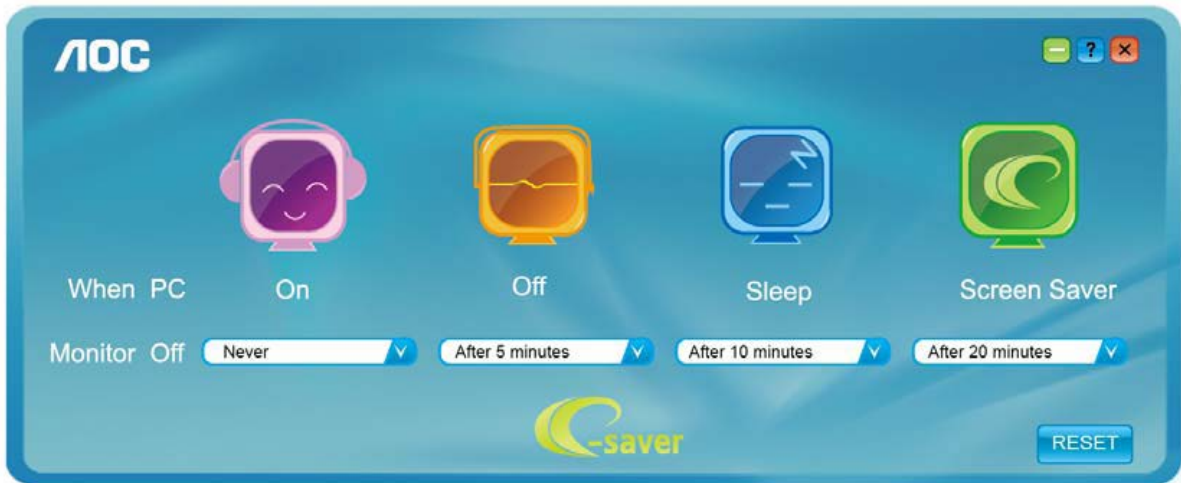 AOC
?
When PC On Off Sleep Screen Saver
Monitor Off Never After 5 minutes After 10 minutes After 20 minutes
e-saver
RESET